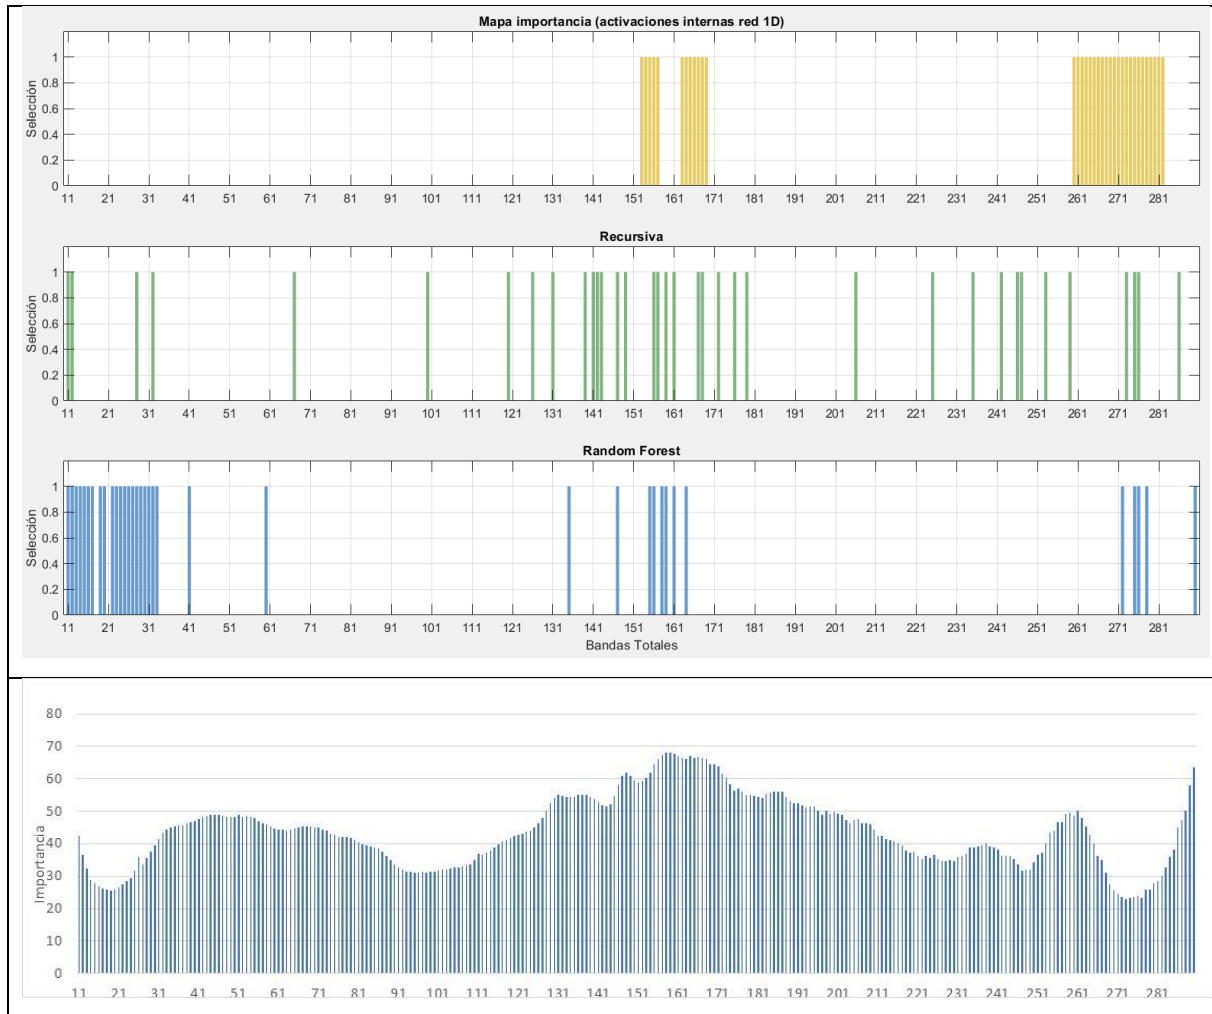 Mapa importancia (activaciones internas red 1D)
Selección
1
0.8
0.6
0.4
0.2
0
11 21 31 41 51 61 71 81 91 101 111 121 131 141 151 161 171 181 191 201 211 221 231 241 251 261 271 281
Recursiva
Selección
1
0.8
0.6
0.4
0.2
0
11 21 31 41 51 61 71 81 91 101 111 121 131 141 151 161 171 181 191 201 211 221 231 241 251 261 271 281
Random Forest
Selección
1
0.8
0.6
0.4
0.2
0
11 21 31 41 51 61 71 81 91 101 111 121 131 141 151 161 171 181 191 201 211 221 231 241 251 261 271 281
Bandas Totales
Importancia
80
70
60
50
40
30
20
10
0
11 21 31 41 51 61 71 81 91 101 111 121 131 141 151 161 171 181 191 201 211 221 231 241 251 261 271 281